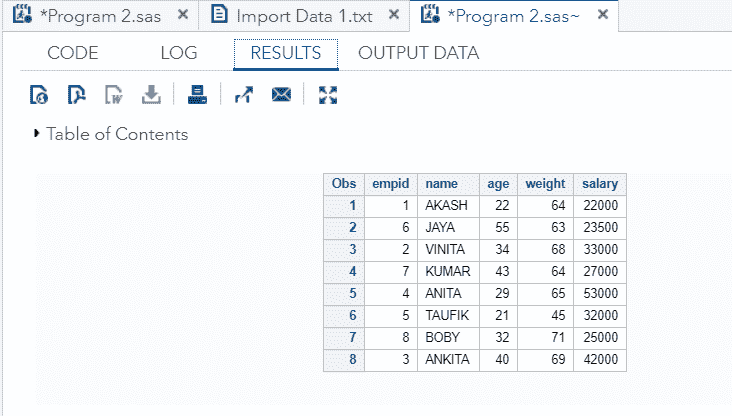 *Program 2.sas × Import Data 1.txt × *Program 2.sas~ ×
CODE LOG RESULTS OUTPUT DATA
Table of Contents
Obs empid name age weight salary
1 1 AKASH 22 64 22000
2 6 JAYA 55 63 23500
3 2 VINITA 34 68 33000
4 7 KUMAR 43 64 27000
5 4 ANITA 29 65 53000
6 5 TAUFIK 21 45 32000
7 8 BOBY 32 71 25000
8 3 ANKITA 40 69 42000